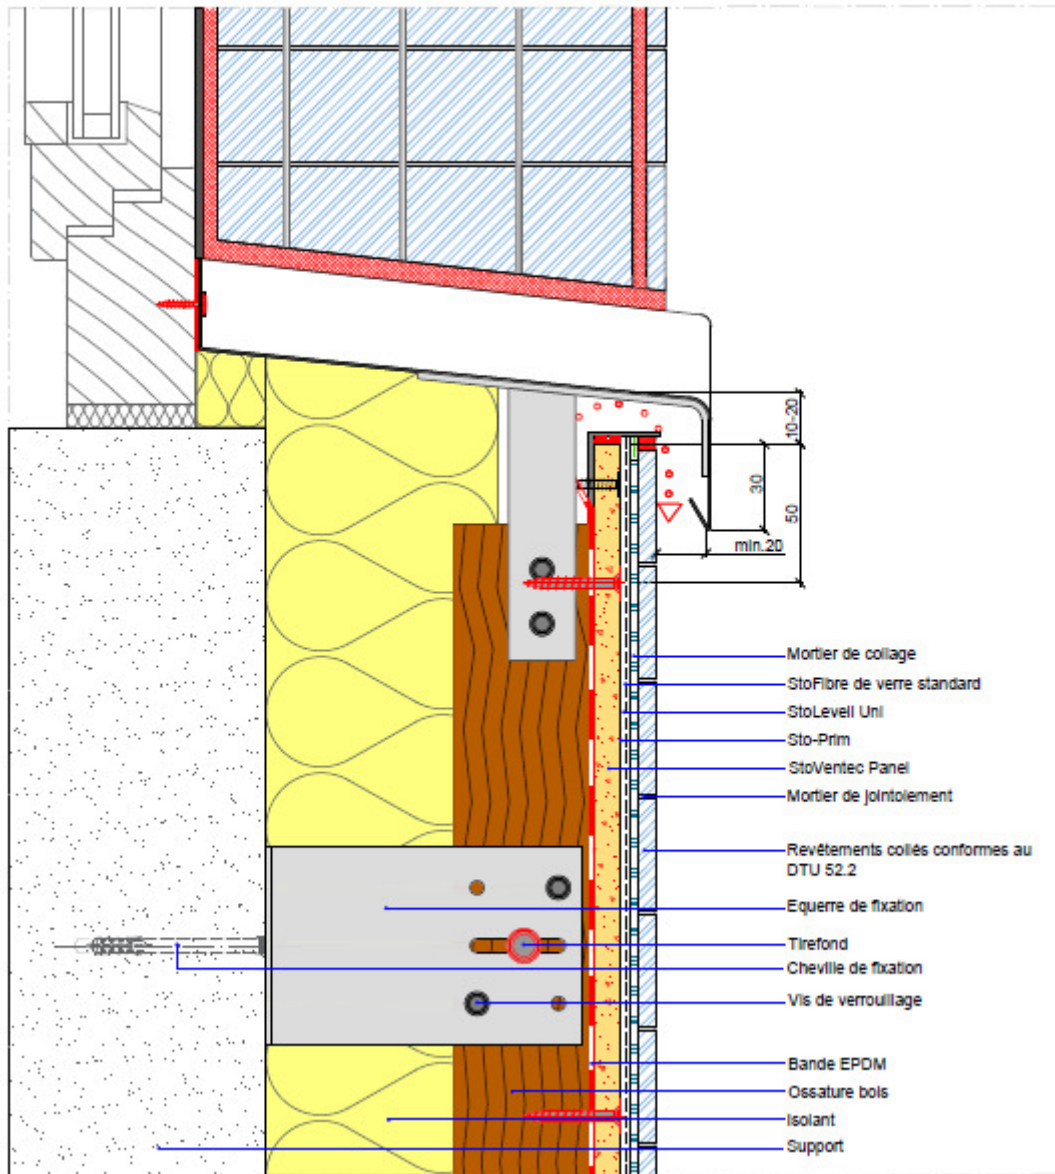 10-20
30
50
min.20
Mortier de collage
StoFibre de verre standard
StoLevell Uni
Sto-Prim
StoVentec Panel
Mortier de jointoiement
Revêtements collés conformes au
DTU 52.2
Equerre de fixation
Tirefond
Cheville de fixation
Vis de verrouillage
Bande EPDM
Ossature bois
Isolant
Support